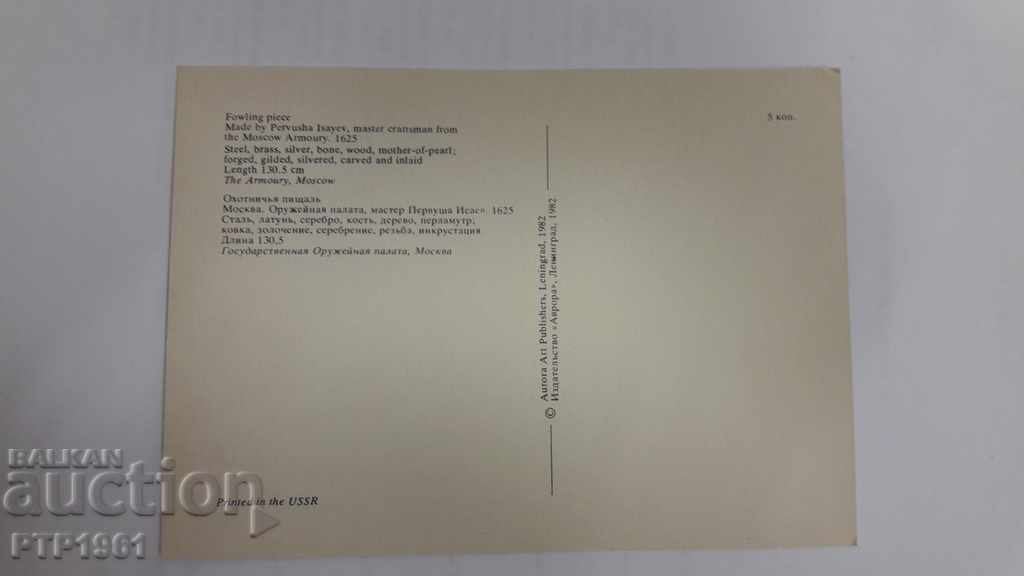 Fowling piece
Made by Pervusha Isayev, master craftsman from
the Moscow Armoury. 1625
Steel, brass, silver, bone, wood, mother-of-pearl;
forged, gilded, silvered, carved and inlaid
Length 130.5 cm
The Armoury, Moscow
Охотничья пищаль
Москва. Оружейная палата, мастер Первуша Исаев. 1625
Сталь, латунь, серебро, кость, дерево, перламутр;
ковка, золочение, серебрение, резьба, инкрустация
Длина 130,5
Государственная Оружейная палата, Москва
5 коп.
© Aurora Art Publishers, Leningrad, 1982
Издательство «Аврора», Ленинград, 1982
Printed in the USSR
BALKAN
auction
PTP1961